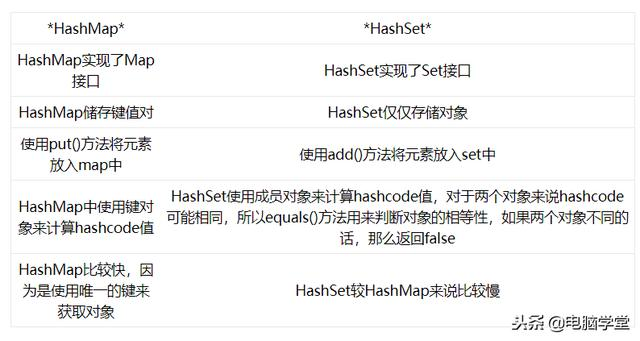 *HashMap* *HashSet*
HashMap实现了Map
接口
HashSet实现了Set接口
HashMap储存键值对 HashSet仅仅存储对象
使用put()方法将元素
放入map中
使用add()方法将元素放入set中
HashMap中使用键对
象来计算hashcode值
HashSet使用成员对象来计算hashcode值，对于两个对象来说hashcode
可能相同，所以equals()方法用来判断对象的相等性，如果两个对象不同的
话，那么返回false
HashMap比较快，因
为是使用唯一的键来
获取对象
HashSet较HashMap来说比较慢
头条 @电脑学堂